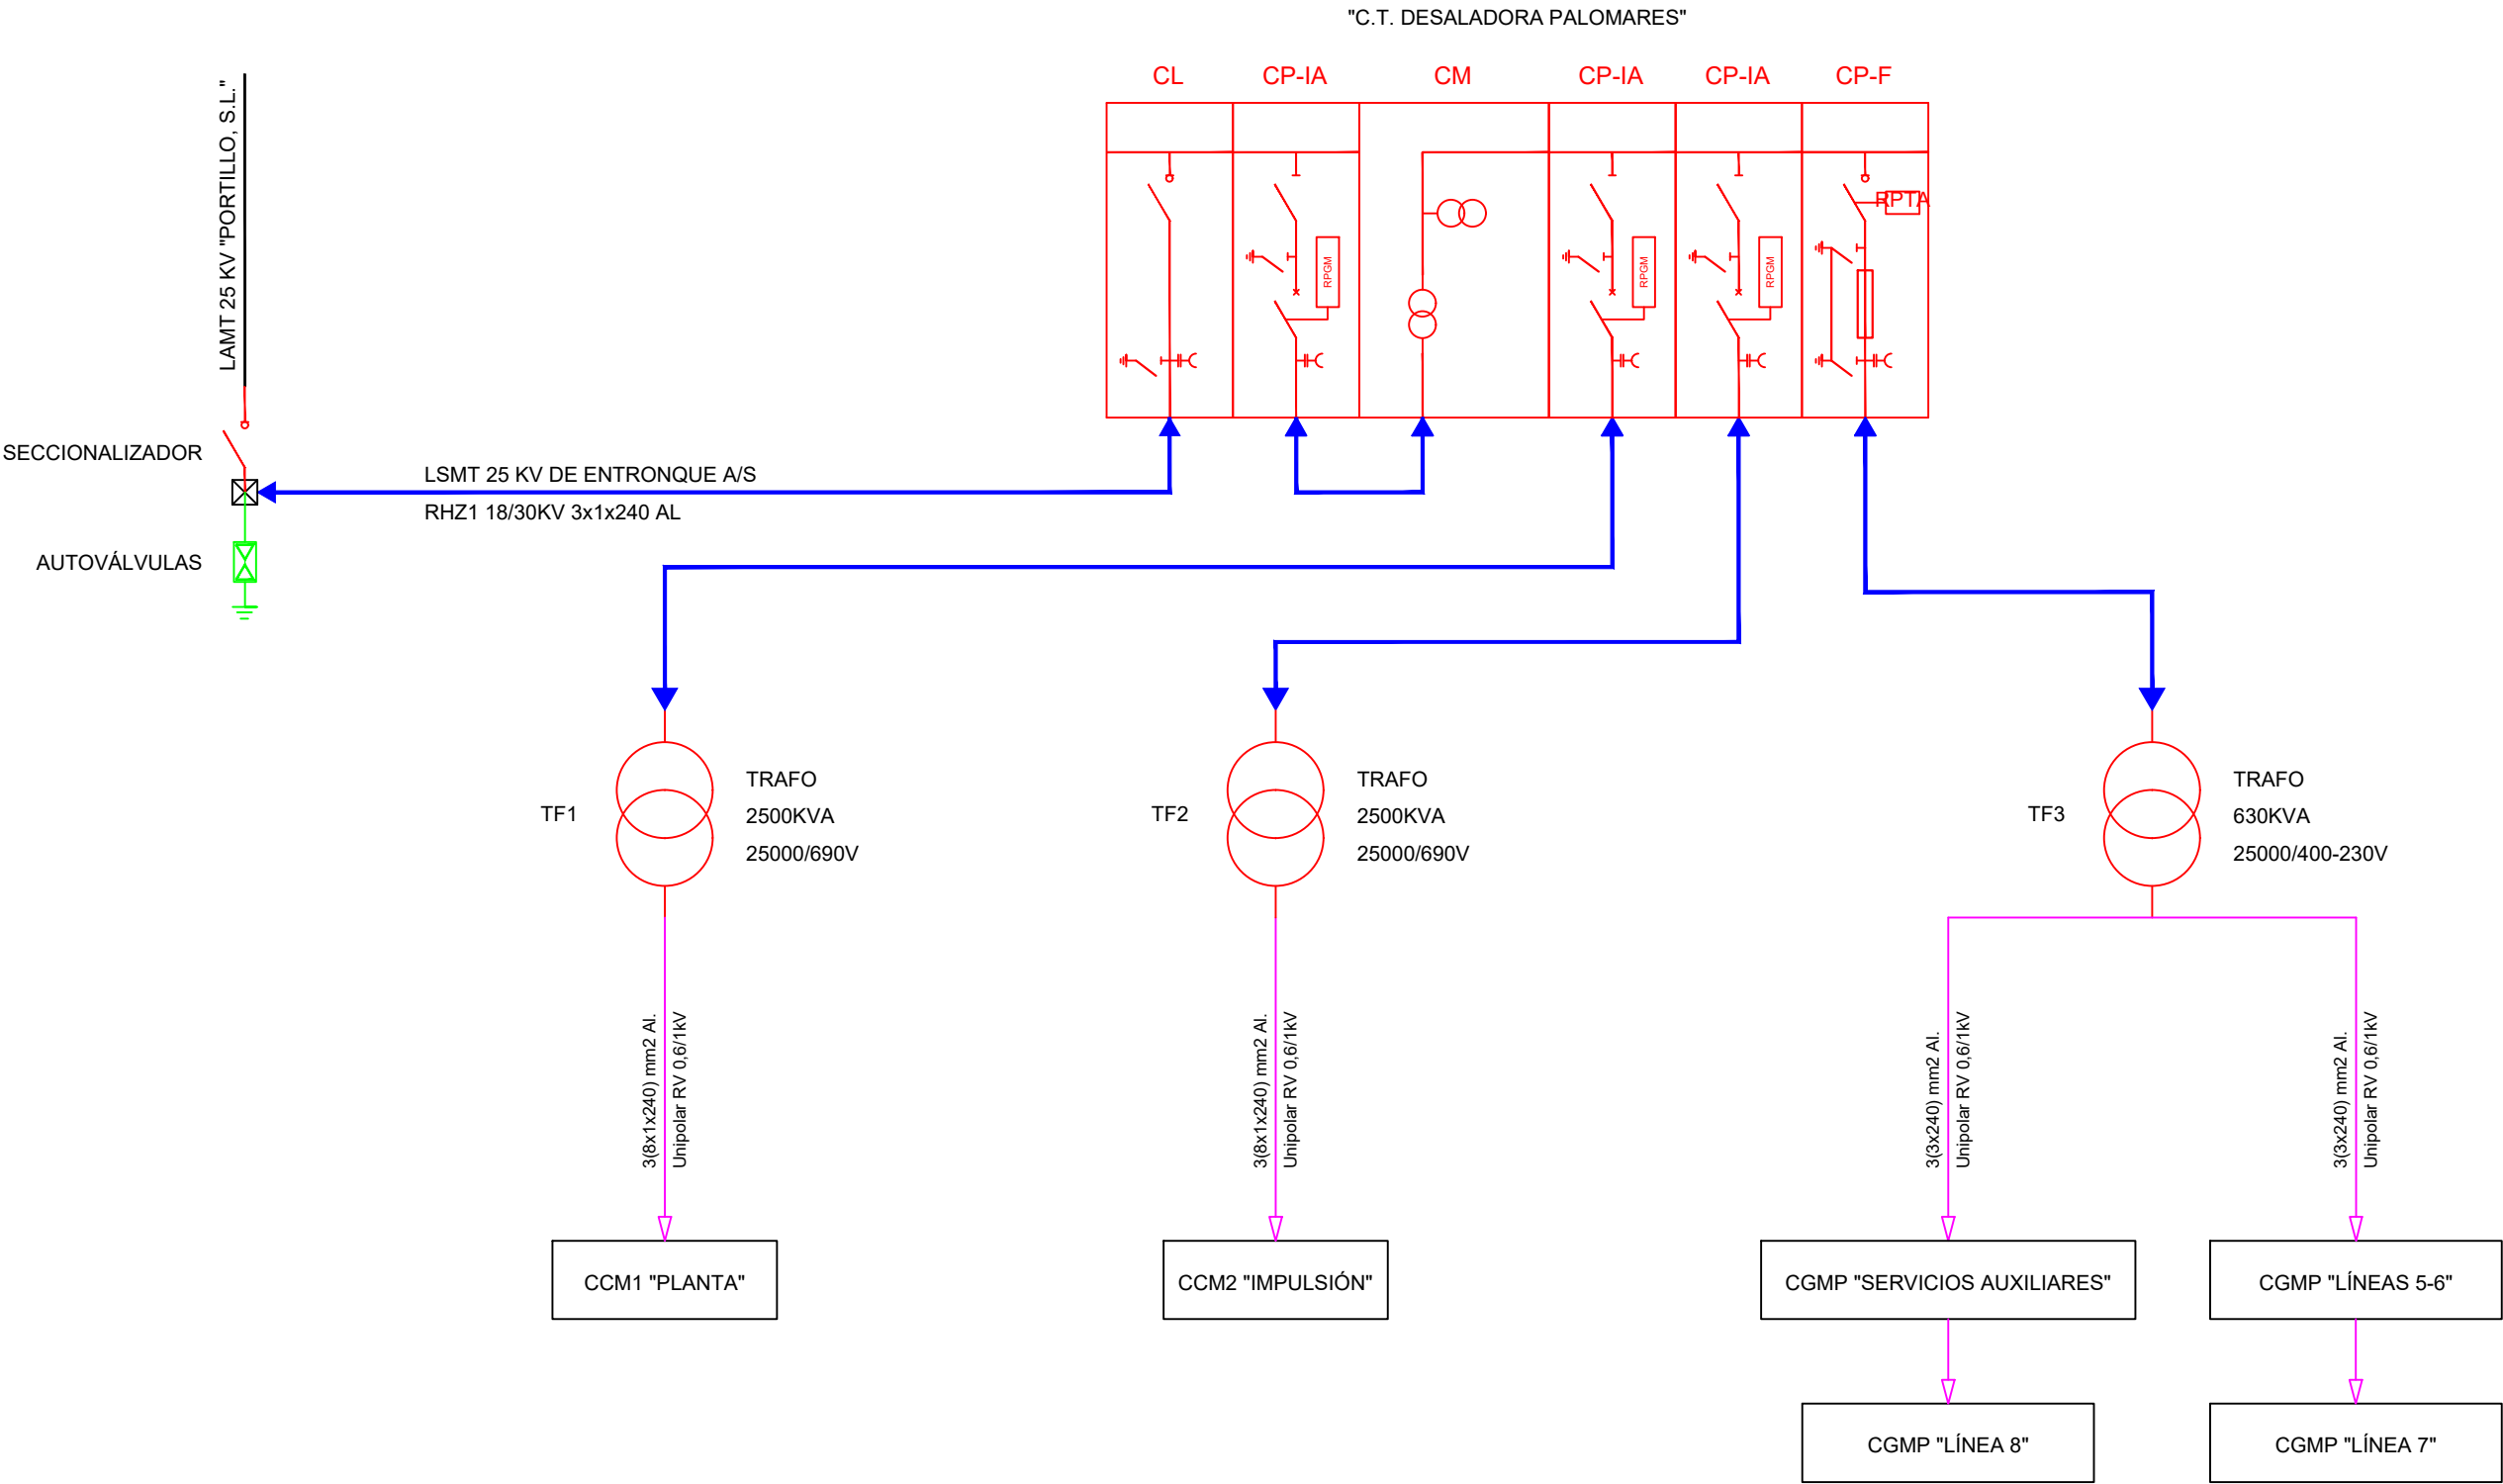 "C.T. DESALADORA PALOMARES"
CL
CP-IA
CM
CP-IA
CP-IA
CP-F
LAMT 25 KV "PORTILLO, S.L."
RPTA
RPGM
RPGM
RPGM
SECCIONALIZADOR
LSMT 25 KV DE ENTRONQUE A/S
RHZ1 18/30KV 3x1x240 AL
AUTOVÁLVULAS
TF1
TRAFO
2500KVA
25000/690V
TF2
TRAFO
2500KVA
25000/690V
TF3
TRAFO
630KVA
25000/400-230V
3(8x1x240) mm2 Al.
Unipolar RV 0,6/1kV
3(8x1x240) mm2 Al.
Unipolar RV 0,6/1kV
3(3x240) mm2 Al.
Unipolar RV 0,6/1kV
3(3x240) mm2 Al.
Unipolar RV 0,6/1kV
CCM1 "PLANTA"
CCM2 "IMPULSIÓN"
CGMP "SERVICIOS AUXILIARES"
CGMP "LÍNEAS 5-6"
CGMP "LÍNEA 8"
CGMP "LÍNEA 7"